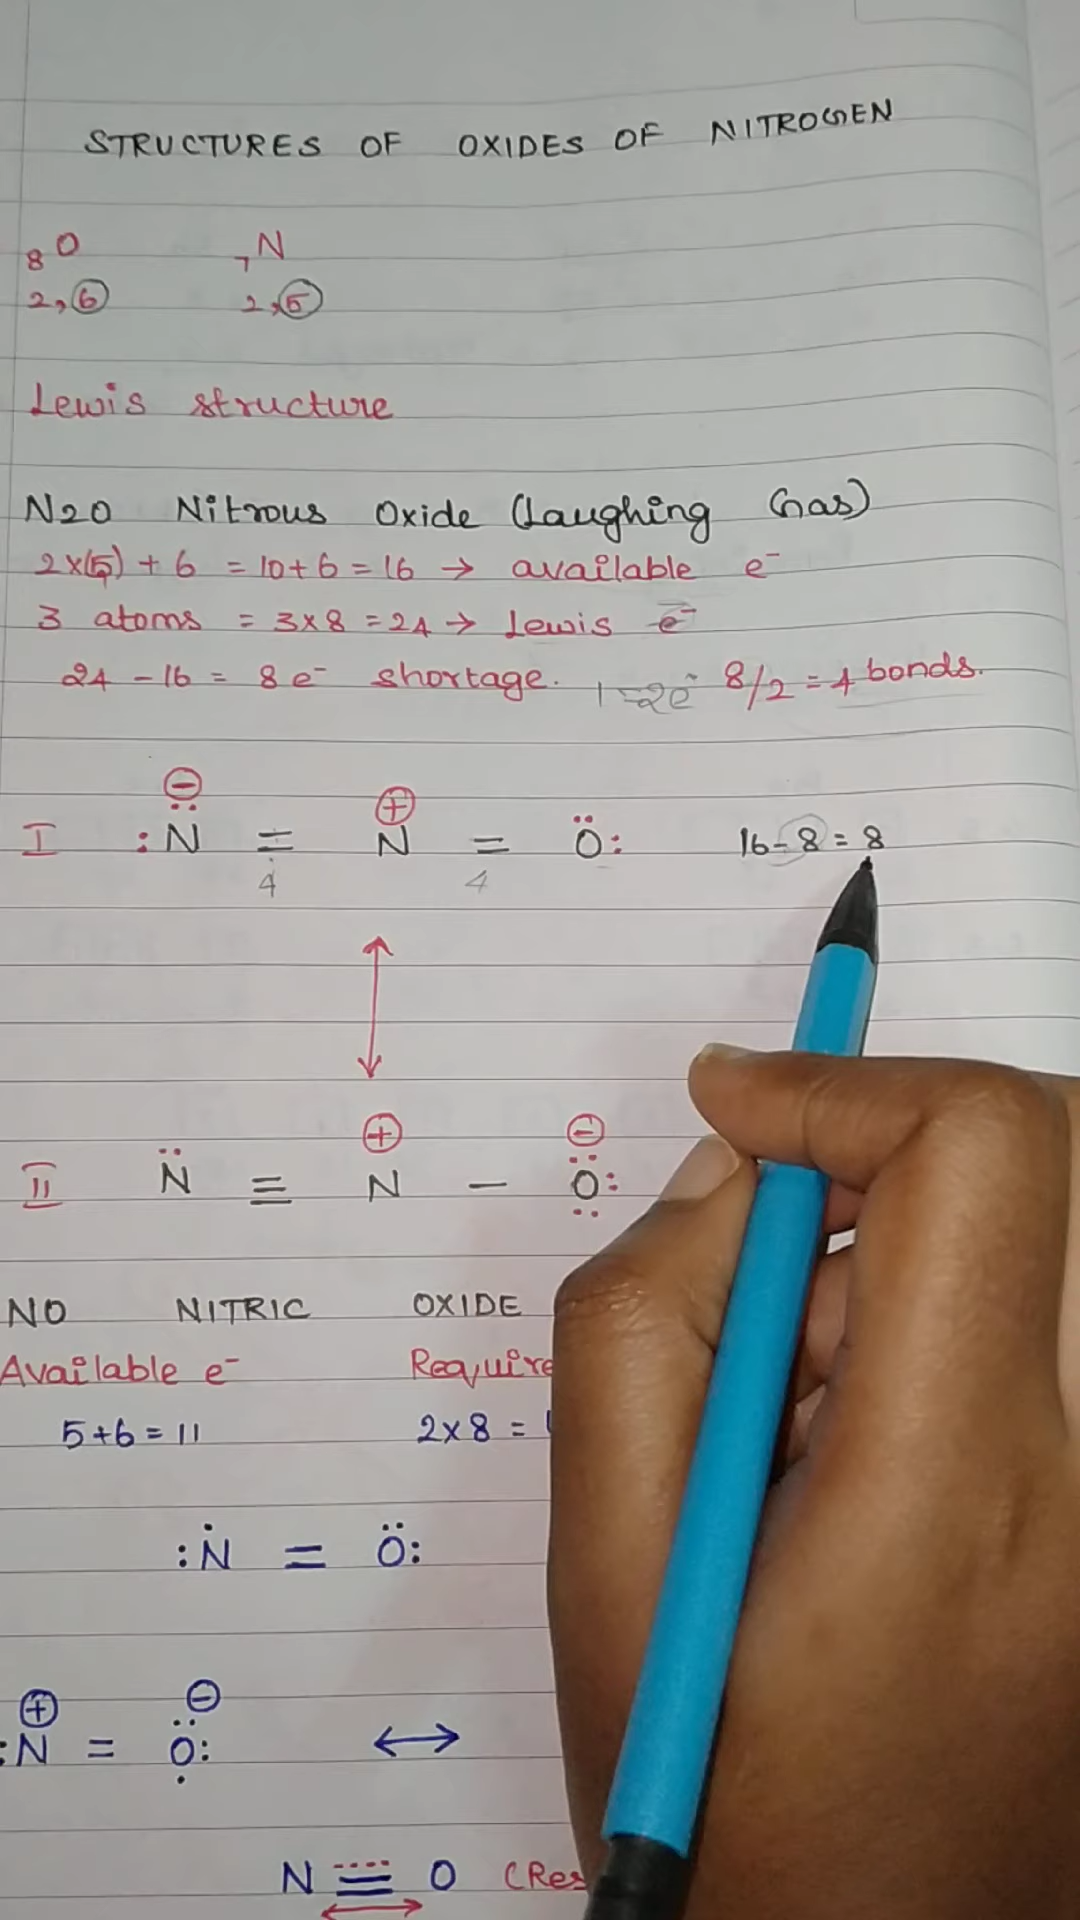 STRUCTURES OF OXIDES OF NITROGEN
₈O ₇N
2,6 2,5
Lewis structure
N2O Nitrous Oxide (Laughing Gas)
2×(5) + 6 = 10+6 = 16 → available e⁻
3 atoms = 3×8 = 24 → Lewis e⁻
24 - 16 = 8 e⁻ shortage. 1 = 2e⁻ 8/2 = 4 bonds.
⊖ ⊕
I :N̈ = N = Ö: 16 - 8 = 8
4 4
↕
⊕ ⊖
II N̈ ≡ N - Ö:
NO NITRIC OXIDE
Available e⁻ Require
5+6 = 11 2×8 =
:Ṅ = Ö:
⊕ ⊖
:N = Ö: ↔
N ≡ O (Res